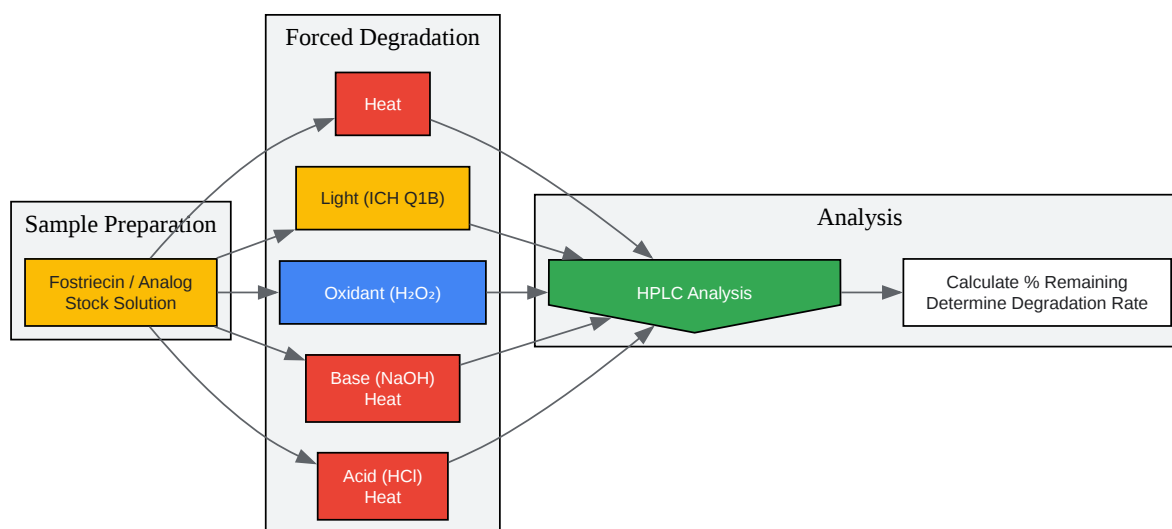 Sample Preparation
Fostriecin / Analog
Stock Solution
Forced Degradation
Heat
Light (ICH Q1B)
Oxidant (H₂O₂)
Base (NaOH)
Heat
Acid (HCl)
Heat
Analysis
HPLC Analysis
Calculate % Remaining
Determine Degradation Rate